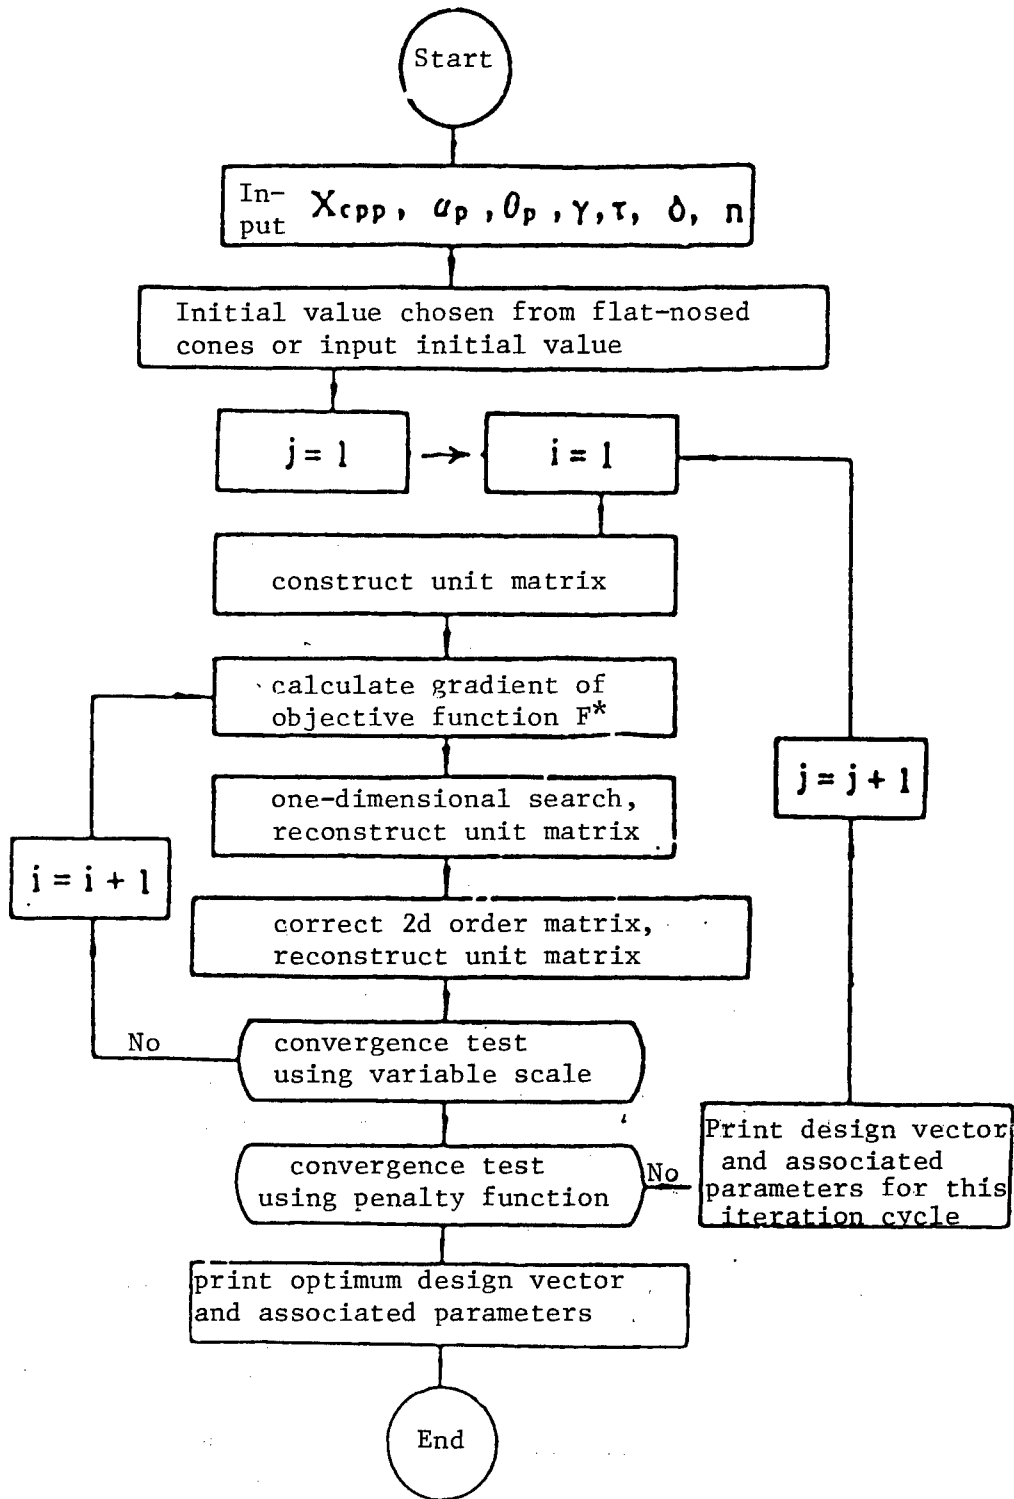 Start
In-
put X_cpp, α_p, θ_p, γ, τ, δ, n
Initial value chosen from flat-nosed
cones or input initial value
j = 1
i = 1
construct unit matrix
calculate gradient of
objective function F*
one-dimensional search,
reconstruct unit matrix
j = j + 1
i = i + 1
correct 2d order matrix,
reconstruct unit matrix
No
convergence test
using variable scale
convergence test
using penalty function
No
Print design vector
and associated
parameters for this
iteration cycle
print optimum design vector
and associated parameters
End